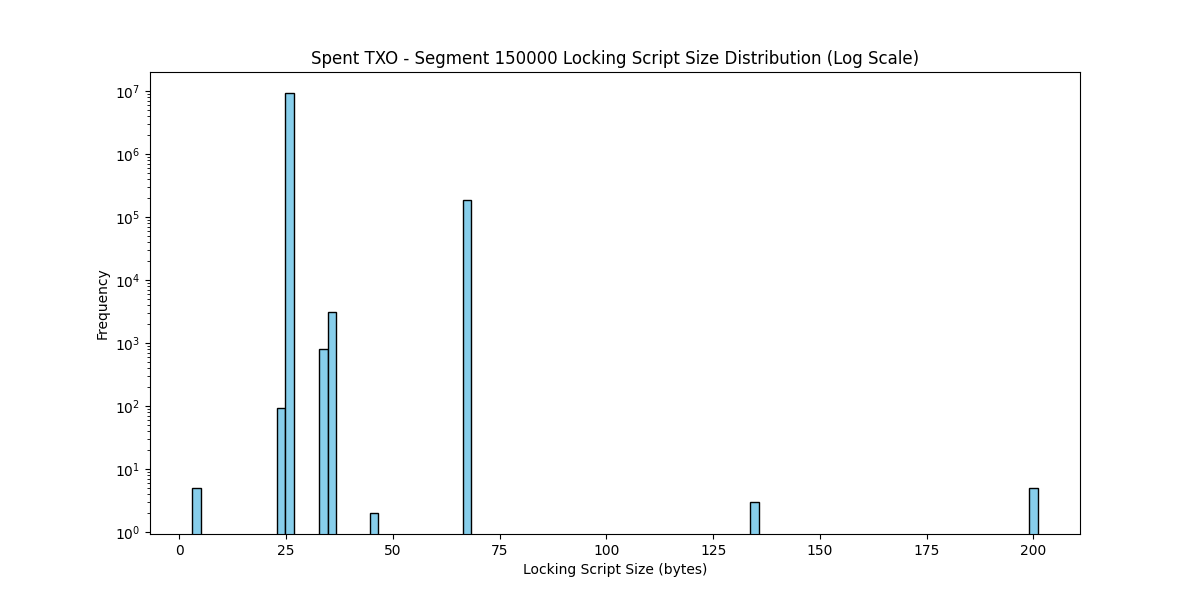 Spent TXO - Segment 150000 Locking Script Size Distribution (Log Scale)
Frequency
10⁷
10⁶
10⁵
10⁴
10³
10²
10¹
10⁰
0 25 50 75 100 125 150 175 200
Locking Script Size (bytes)